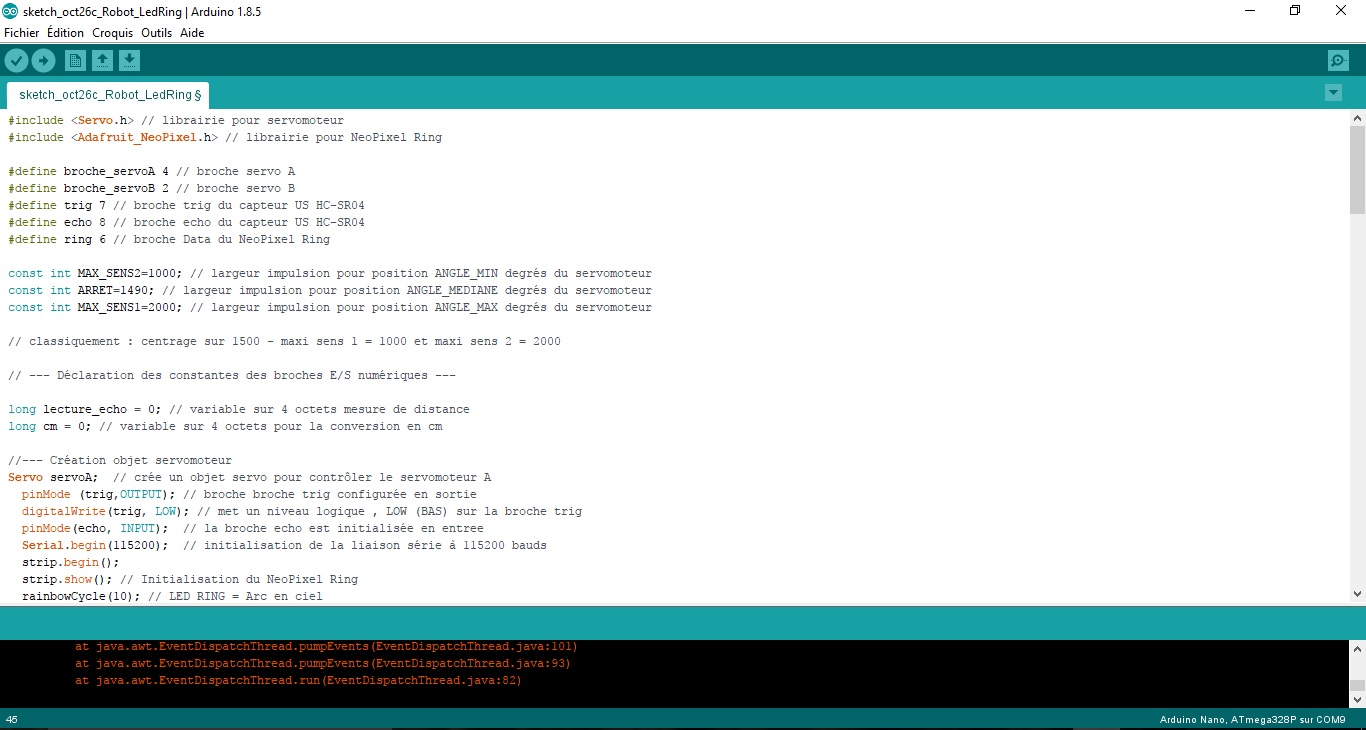 sketch_oct26c_Robot_LedRing | Arduino 1.8.5
Fichier Édition Croquis Outils Aide
sketch_oct26c_Robot_LedRing §
#include <Servo.h> // librairie pour servomoteur
#include <Adafruit_NeoPixel.h> // librairie pour NeoPixel Ring
#define broche_servoA 4 // broche servo A
#define broche_servoB 2 // broche servo B
#define trig 7 // broche trig du capteur US HC-SR04
#define echo 8 // broche echo du capteur US HC-SR04
#define ring 6 // broche Data du NeoPixel Ring
const int MAX_SENS2=1000; // largeur impulsion pour position ANGLE_MIN degrés du servomoteur
const int ARRET=1490; // largeur impulsion pour position ANGLE_MEDIANE degrés du servomoteur
const int MAX_SENS1=2000; // largeur impulsion pour position ANGLE_MAX degrés du servomoteur
// classiquement : centrage sur 1500 - maxi sens 1 = 1000 et maxi sens 2 = 2000
// --- Déclaration des constantes des broches E/S numériques ---
long lecture_echo = 0; // variable sur 4 octets mesure de distance
long cm = 0; // variable sur 4 octets pour la conversion en cm
//--- Création objet servomoteur
Servo servoA;  // crée un objet servo pour contrôler le servomoteur A
pinMode (trig,OUTPUT); // broche broche trig configurée en sortie
digitalWrite(trig, LOW); // met un niveau logique , LOW (BAS) sur la broche trig
pinMode(echo, INPUT);  // la broche echo est initialisée en entree
Serial.begin(115200);  // initialisation de la liaison série à 115200 bauds
strip.begin();
strip.show(); // Initialisation du NeoPixel Ring
rainbowCycle(10); // LED RING = Arc en ciel
at java.awt.EventDispatchThread.pumpEvents(EventDispatchThread.java:101)
at java.awt.EventDispatchThread.pumpEvents(EventDispatchThread.java:93)
at java.awt.EventDispatchThread.run(EventDispatchThread.java:82)
45 Arduino Nano, ATmega328P sur COM9